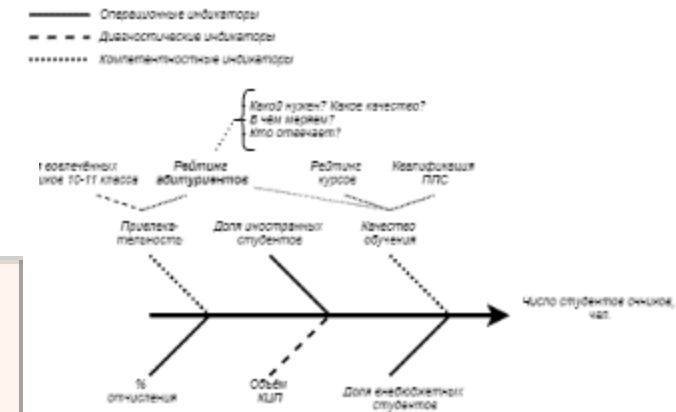 Операционные индикаторы
Диагностические индикаторы
Компетентностные индикаторы
Какой нужен? Какое качество?
В чём меряем?
Кто отвечает?
вовлечённых
10-11 класса
Рейтинг
абитуриентов
Рейтинг
курсов
Квалификация
ППС
Привлека-
тельность
Доля иностранных
студентов
Качество
обучения
Число студентов очников,
чел.
%
отчисления
Объём
КЦП
Доля внебюджетных
студентов